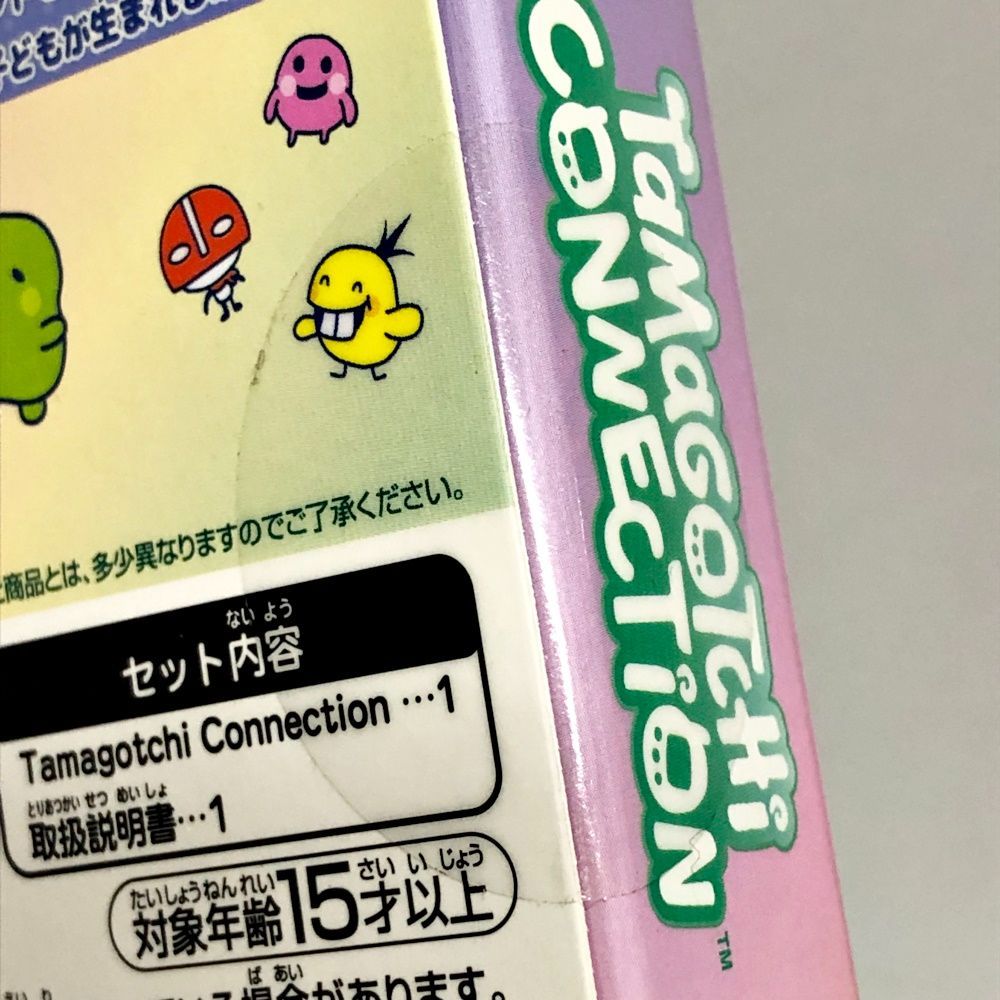 子どもが生まれ
商品とは、多少異なりますのでご了承ください。
ない よう
セット内容
Tamagotchi Connection …1
とりあつかい せつ めい しょ
取扱説明書…1
たいしょうねんれい さい い じょう
対象年齢15才以上
ば あい
場合があります。
TaMaGOTcHi
CONNECTiON™